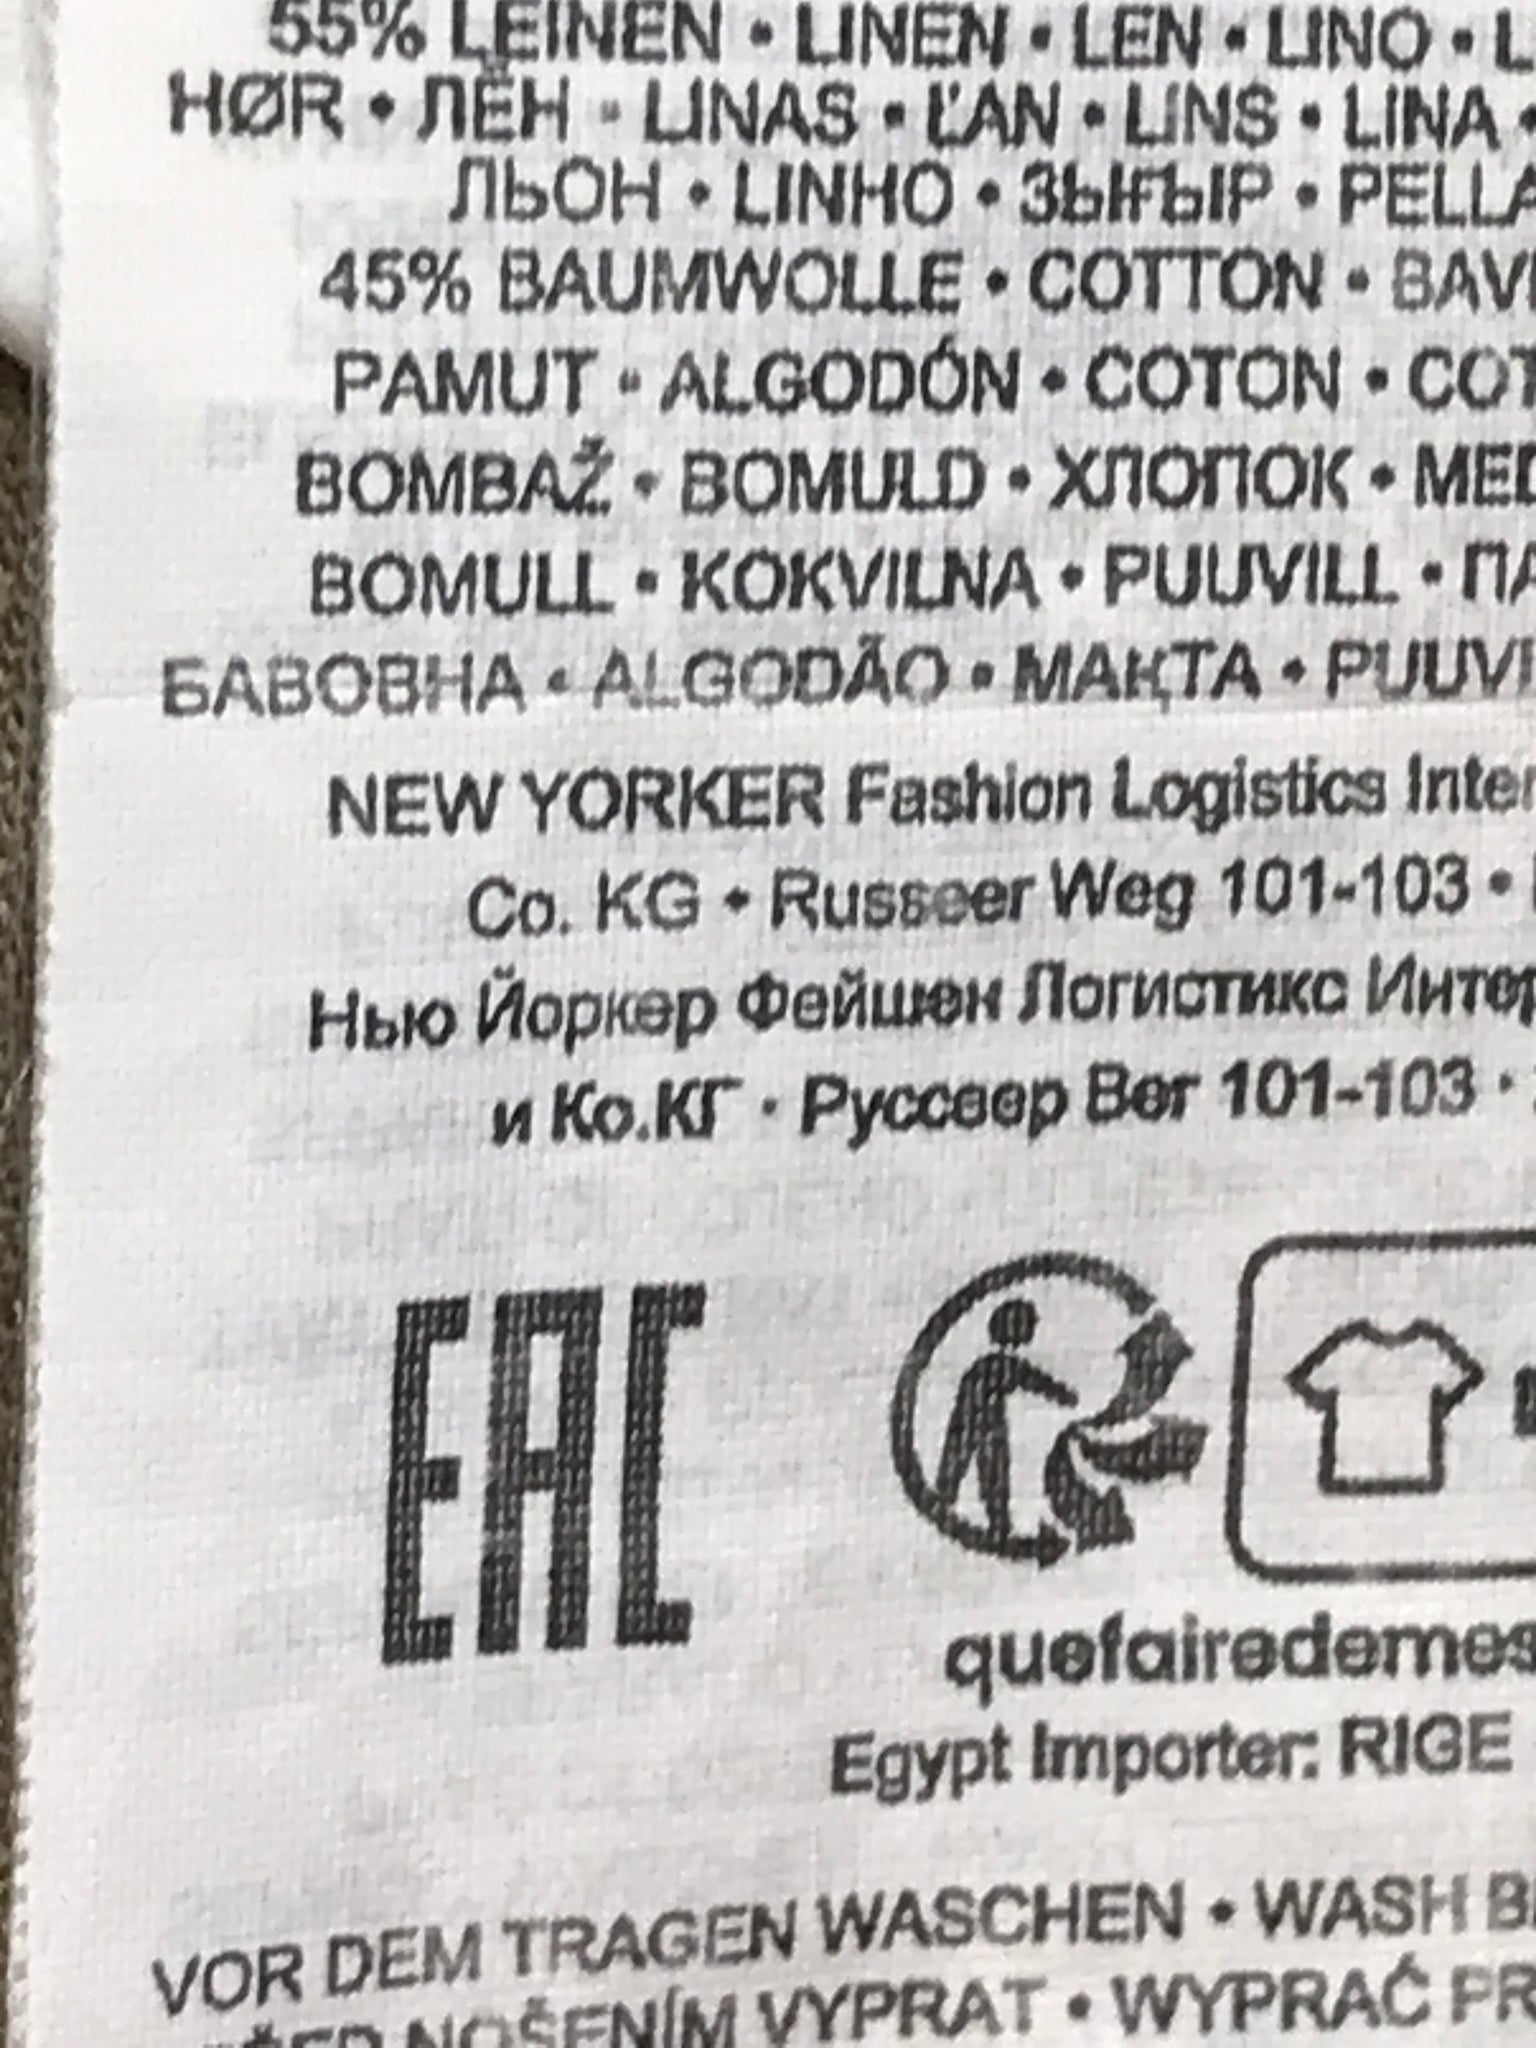 55% LEINEN • LINEN • LEN • LINO •
HØR • ЛЁН • LINAS • ĽAN • LINS • LINA •
ЛЬОН • LINHO • ЗЫҒЫР •
45% BAUMWOLLE • COTTON •
PAMUT • ALGODÓN • COTON •
BOMBAŽ • BOMULD • ХЛОПОК •
BOMULL • KOKVILNA • PUUVILL •
БАВОВНА • ALGODÃO • МАҚТА •
NEW YORKER Fashion Logistics
Co. KG • Russeer Weg 101-103 •
Нью Йоркер Фейшен Логистикс
и Ко.КГ • Руссеер Вег 101-103 •
EAC
quefairedemes
Egypt Importer: RIGE
VOR DEM TRAGEN WASCHEN • WASH
NOŠENÍM VYPRAT • WYPRAĆ